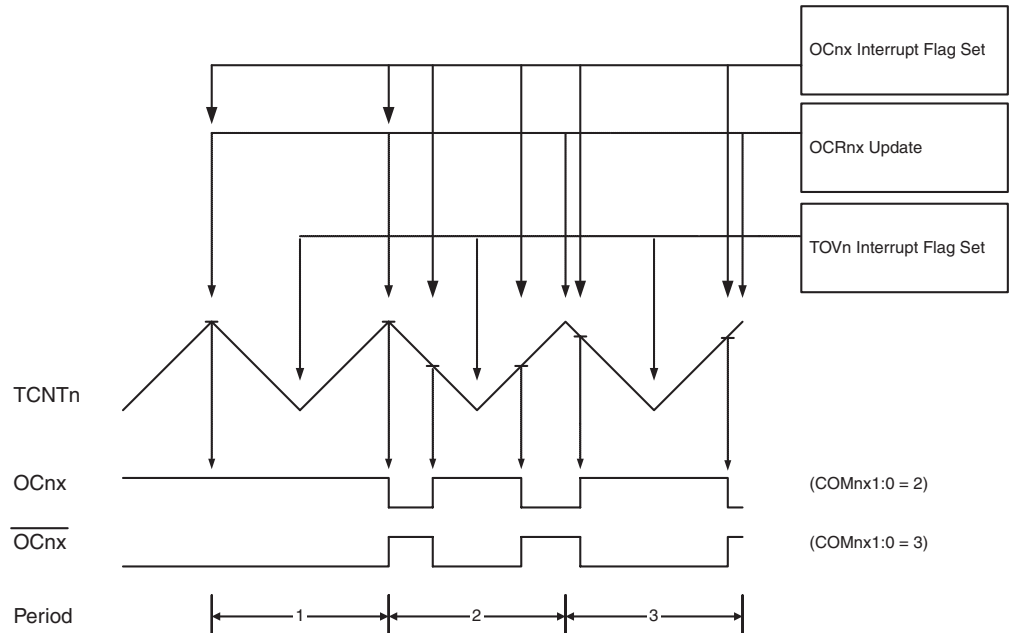 OCnx Interrupt Flag Set
OCRnx Update
TOVn Interrupt Flag Set
TCNTn
OCnx
(COMnx1:0 = 2)
OCnx
(COMnx1:0 = 3)
Period
1
2
3